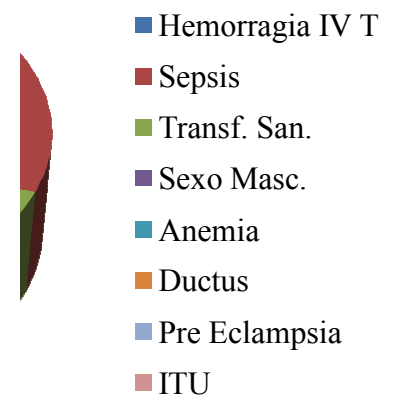 Hemorragia IV T
Sepsis
Transf. San.
Sexo Masc.
Anemia
Ductus
Pre Eclampsia
ITU